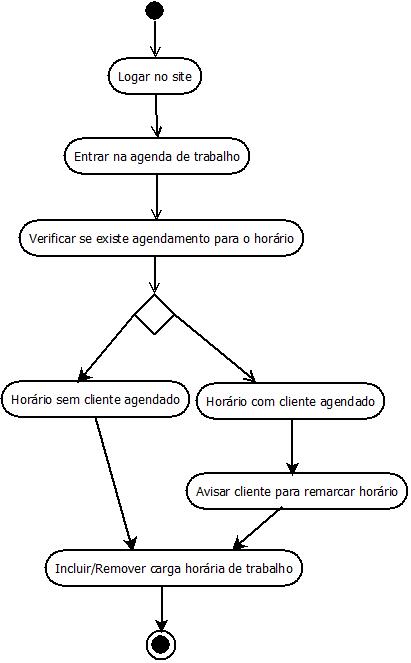 Logar no site
Entrar na agenda de trabalho
Verificar se existe agendamento para o horário
Horário sem cliente agendado
Horário com cliente agendado
Avisar cliente para remarcar horário
Incluir/Remover carga horária de trabalho